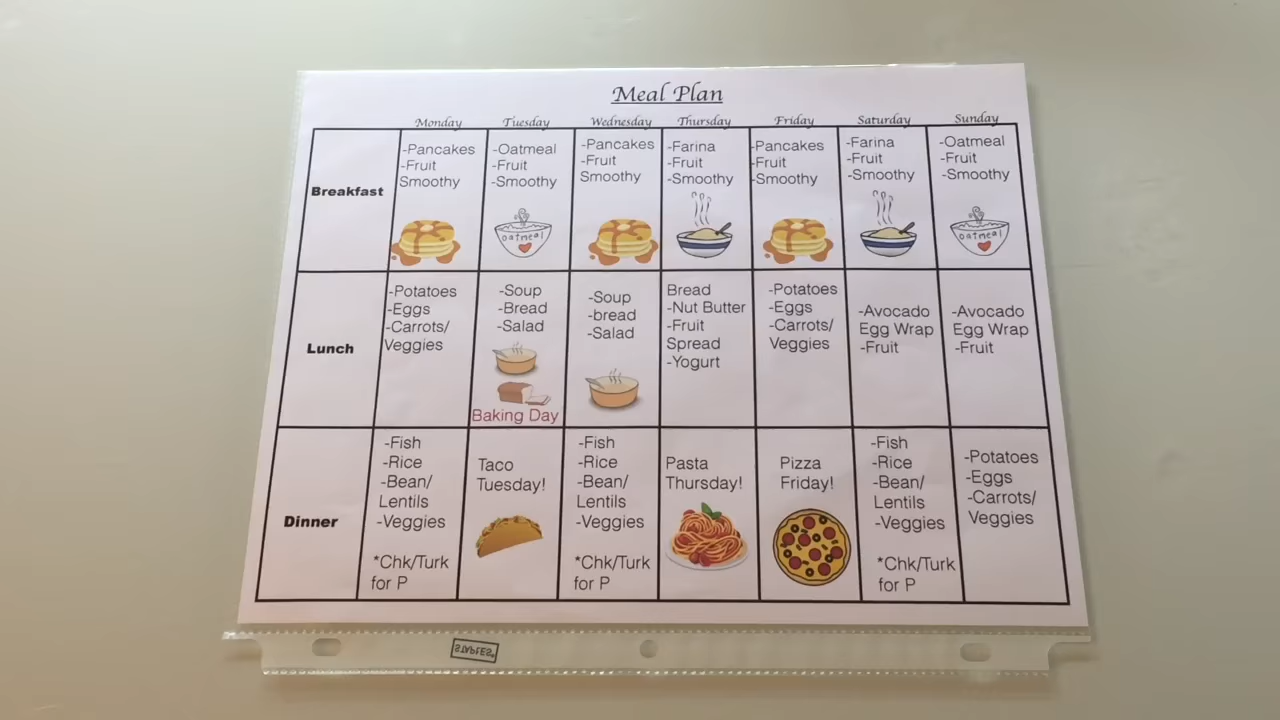 Meal Plan
Monday Tuesday Wednesday Thursday Friday Saturday Sunday
Breakfast
-Pancakes
-Fruit
Smoothy
-Oatmeal
-Fruit
-Smoothy
oatmeal
-Pancakes
-Fruit
Smoothy
-Farina
-Fruit
-Smoothy
-Pancakes
-Fruit
-Smoothy
-Farina
-Fruit
-Smoothy
-Oatmeal
-Fruit
-Smoothy
oatmeal
Lunch
-Potatoes
-Eggs
-Carrots/
Veggies
-Soup
-Bread
-Salad
Baking Day
-Soup
-bread
-Salad
Bread
-Nut Butter
-Fruit
Spread
-Yogurt
-Potatoes
-Eggs
-Carrots/
Veggies
-Avocado
Egg Wrap
-Fruit
-Avocado
Egg Wrap
-Fruit
Dinner
-Fish
-Rice
-Bean/
Lentils
-Veggies
*Chk/Turk
for P
Taco
Tuesday!
-Fish
-Rice
-Bean/
Lentils
-Veggies
*Chk/Turk
for P
Pasta
Thursday!
Pizza
Friday!
-Fish
-Rice
-Bean/
Lentils
-Veggies
*Chk/Turk
for P
-Potatoes
-Eggs
-Carrots/
Veggies
STAPLES